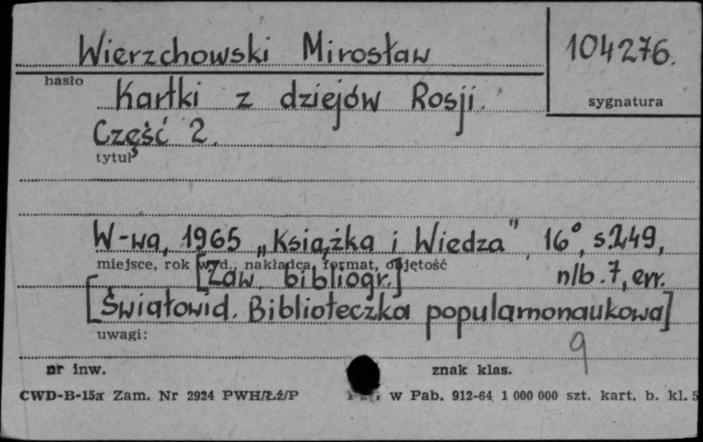 Wierzchowski Mirosław 104276.
hasło
Kartki z dziejów Rosji. sygnatura
Część 2.
tytuł
W-wa, 1965 „Książka i Wiedza” 16°, s.249,
miejsce, rok wyd., nakładca, format, objętość
[Zaw. bibliogr.] nlb. 7, err.
[Światowid. Biblioteczka popularnonaukowa]
uwagi:
9
nr inw. znak klas.
CWD-B-15a Zam. Nr 2924 PWH/Łź/P w Pab. 912-64 1 000 000 szt. kart. b. kl. 5